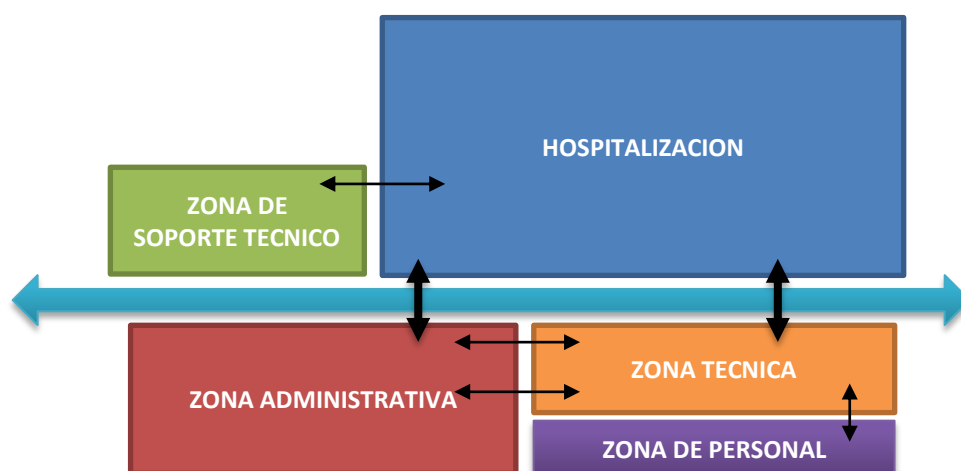 HOSPITALIZACION
ZONA DE
SOPORTE TECNICO
ZONA TECNICA
ZONA ADMINISTRATIVA
ZONA DE PERSONAL